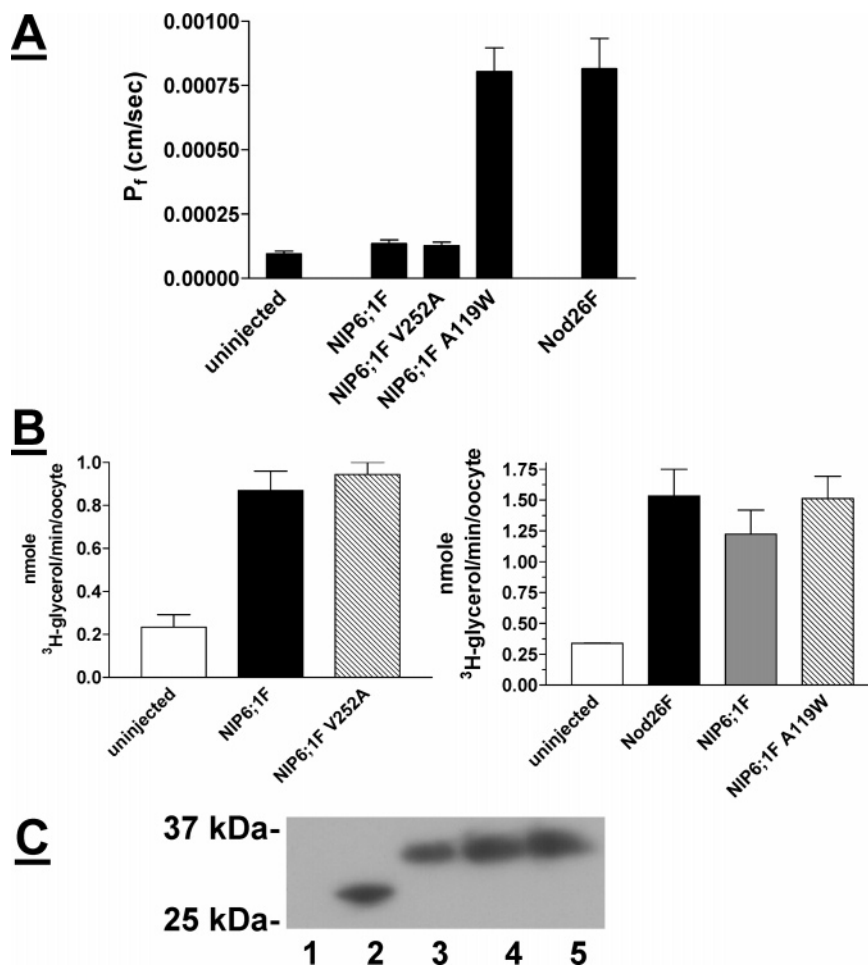 A
P_f (cm/sec)
0.00100
0.00075
0.00050
0.00025
0.00000
uninjected
NIP6;1F
NIP6;1F V252A
NIP6;1F A119W
Nod26F
B
nmole
³H-glycerol/min/oocyte
1.0
0.8
0.6
0.4
0.2
0.0
uninjected
NIP6;1F
NIP6;1F V252A
nmole
³H-glycerol/min/oocyte
1.75
1.50
1.25
1.00
0.75
0.50
0.25
0.00
uninjected
Nod26F
NIP6;1F
NIP6;1F A119W
C
37 kDa-
25 kDa-
1 2 3 4 5